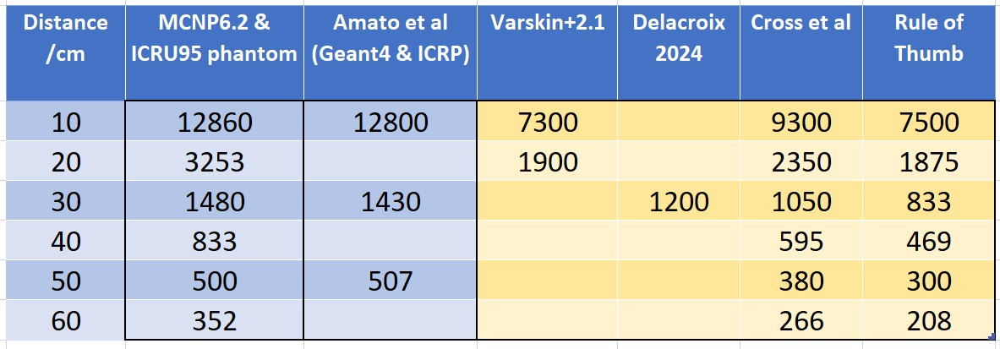 Distance /cm MCNP6.2 & ICRU95 phantom Amato et al (Geant4 & ICRP) Varskin+2.1 Delacroix 2024 Cross et al Rule of Thumb
10 12860 12800 7300 9300 7500
20 3253 1900 2350 1875
30 1480 1430 1200 1050 833
40 833 595 469
50 500 507 380 300
60 352 266 208